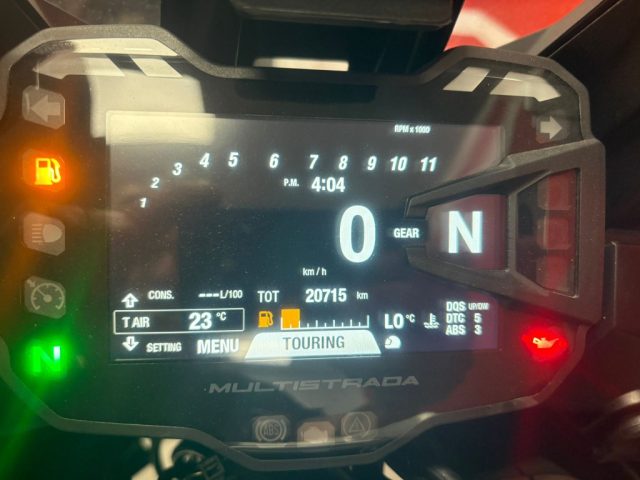 RPM x 1000
1 2 3 4 5 6 7 8 9 10 11
P.M. 4:04
0 GEAR N
km/h
CONS. ---L/100 TOT 20715 km
T AIR 23 °C LO °C DQS UP/DW
DTC 5
ABS 3
SETTING MENU TOURING
N
MULTISTRADA
ABS